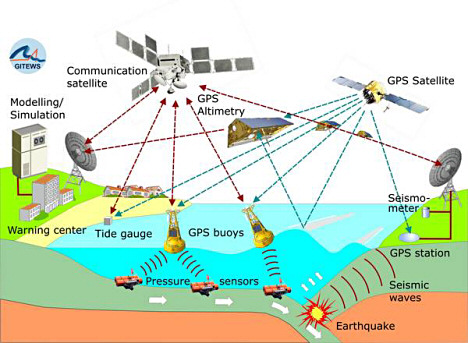 GITEWS
Communication
satellite
GPS Satellite
Modelling/
Simulation
GPS
Altimetry
Seismo-
meter
Warning center
Tide gauge
GPS buoys
GPS station
Pressure
sensors
Seismic
waves
Earthquake